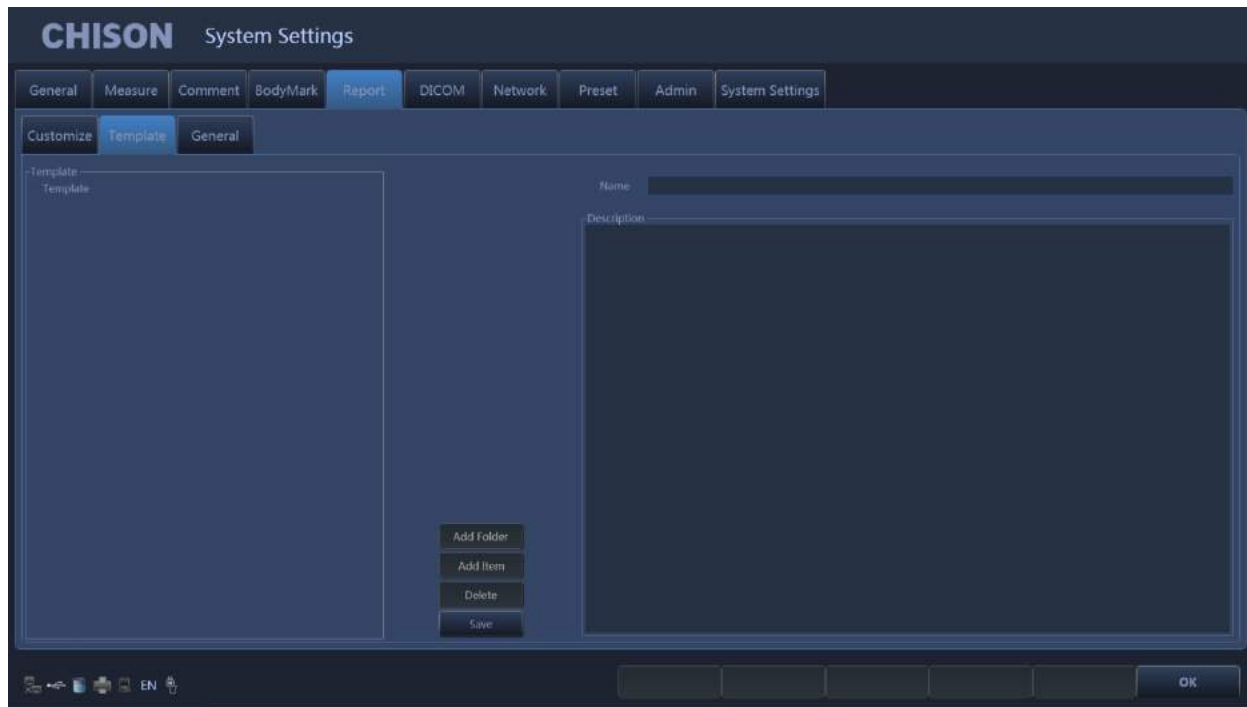 CHISON System Settings
General Measure Comment BodyMark Report DICOM Network Preset Admin System Settings
Customize Template General
Template
Template
Name
Description
Add Folder
Add Item
Delete
Save
EN
OK